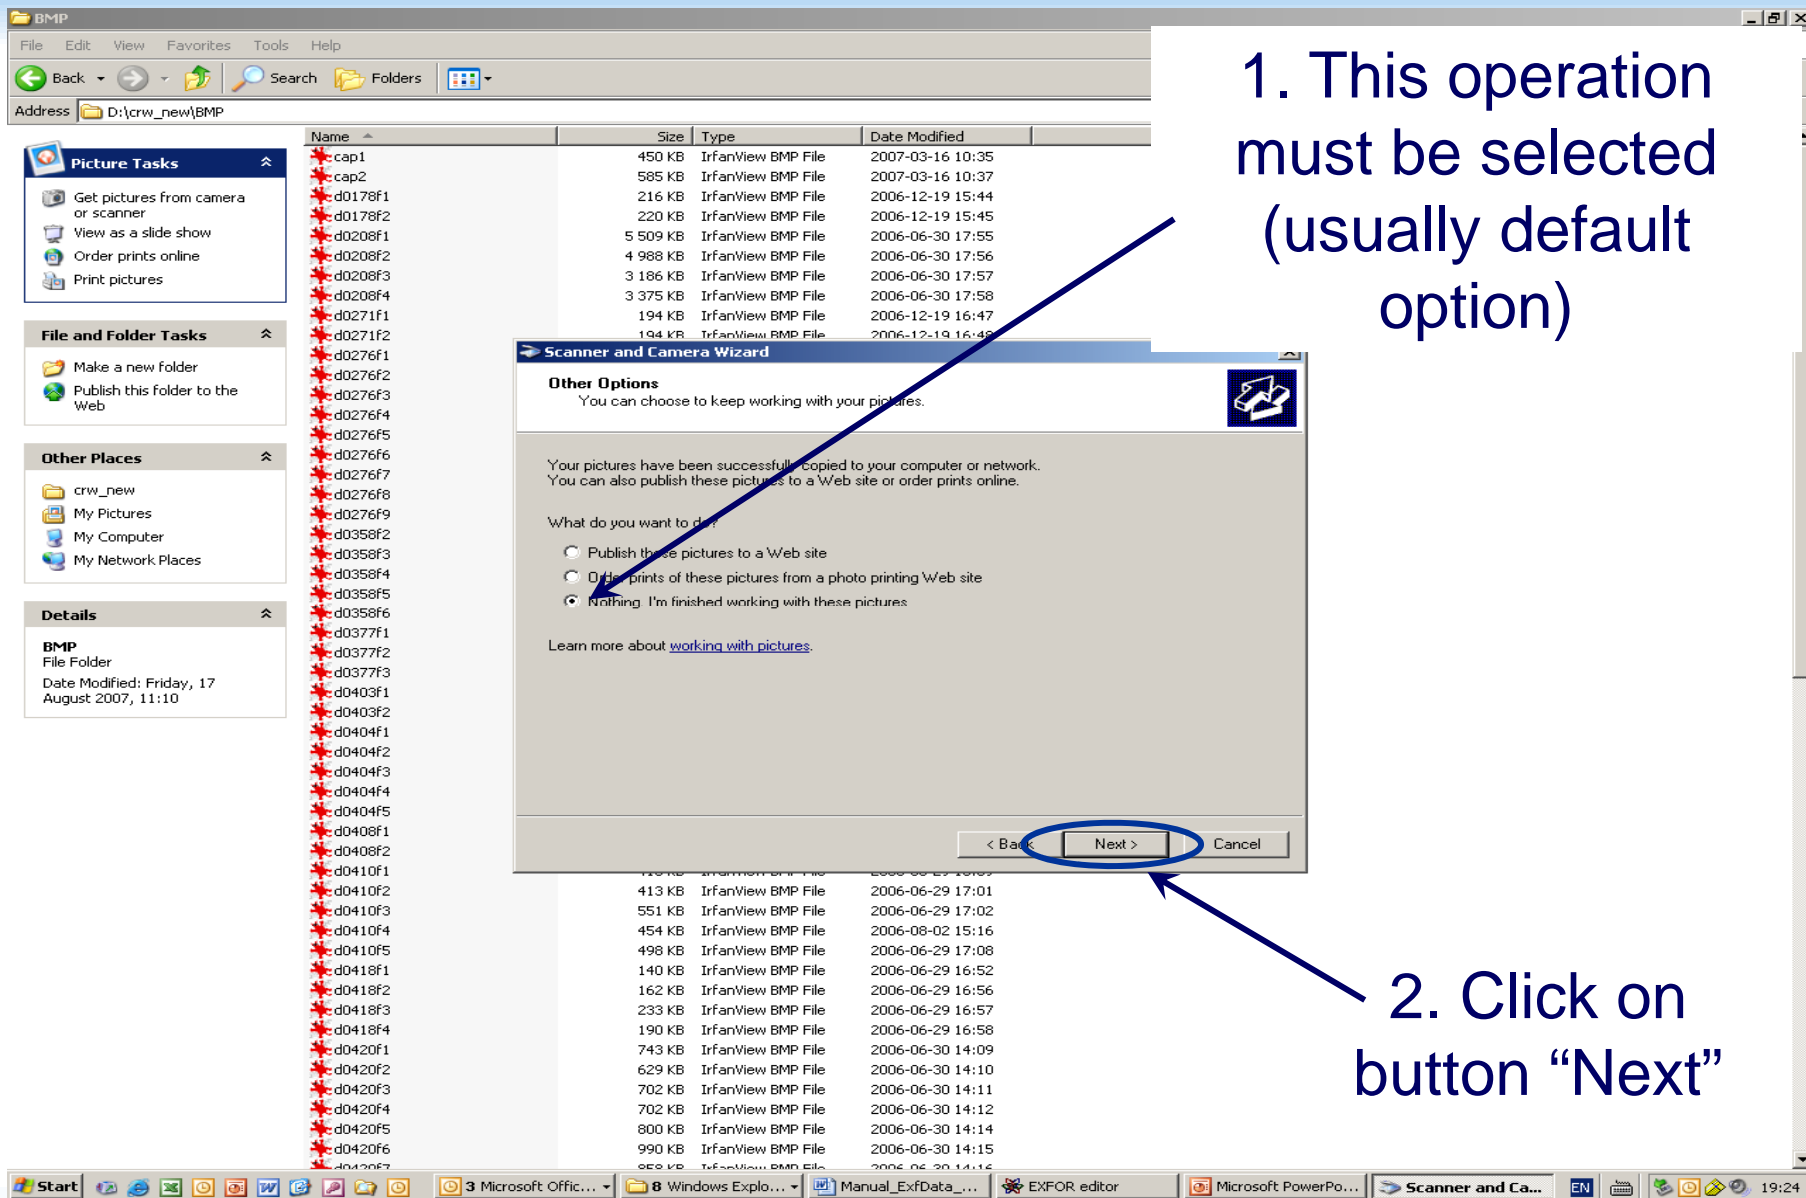 BMP
File Edit View Favorites Tools Help
Back Search Folders
Address D:\crw_new\BMP
1. This operation
must be selected
(usually default
option)
Picture Tasks
Get pictures from camera
or scanner
View as a slide show
Order prints online
Print pictures
File and Folder Tasks
Make a new folder
Publish this folder to the
Web
Other Places
crw_new
My Pictures
My Computer
My Network Places
Details
BMP
File Folder
Date Modified: Friday, 17
August 2007, 11:10
Name Size Type Date Modified
cap1 450 KB IrfanView BMP File 2007-03-16 10:35
cap2 585 KB IrfanView BMP File 2007-03-16 10:37
d0178f1 216 KB IrfanView BMP File 2006-12-19 15:44
d0178f2 220 KB IrfanView BMP File 2006-12-19 15:45
d0208f1 5 509 KB IrfanView BMP File 2006-06-30 17:55
d0208f2 4 988 KB IrfanView BMP File 2006-06-30 17:56
d0208f3 3 186 KB IrfanView BMP File 2006-06-30 17:57
d0208f4 3 375 KB IrfanView BMP File 2006-06-30 17:58
d0271f1 194 KB IrfanView BMP File 2006-12-19 16:47
d0271f2 194 KB IrfanView BMP File 2006-12-19 16:48
d0276f1
d0276f2
d0276f3
d0276f4
d0276f5
d0276f6
d0276f7
d0276f8
d0276f9
d0358f2
d0358f3
d0358f4
d0358f5
d0358f6
d0377f1
d0377f2
d0377f3
d0403f1
d0403f2
d0404f1
d0404f2
d0404f3
d0404f4
d0404f5
d0408f1
d0408f2
d0410f1 IrfanView BMP File
d0410f2 413 KB IrfanView BMP File 2006-06-29 17:01
d0410f3 551 KB IrfanView BMP File 2006-06-29 17:02
d0410f4 454 KB IrfanView BMP File 2006-08-02 15:16
d0410f5 498 KB IrfanView BMP File 2006-06-29 17:08
d0418f1 140 KB IrfanView BMP File 2006-06-29 16:52
d0418f2 162 KB IrfanView BMP File 2006-06-29 16:56
d0418f3 233 KB IrfanView BMP File 2006-06-29 16:57
d0418f4 190 KB IrfanView BMP File 2006-06-29 16:58
d0420f1 743 KB IrfanView BMP File 2006-06-30 14:09
d0420f2 629 KB IrfanView BMP File 2006-06-30 14:10
d0420f3 702 KB IrfanView BMP File 2006-06-30 14:11
d0420f4 702 KB IrfanView BMP File 2006-06-30 14:12
d0420f5 800 KB IrfanView BMP File 2006-06-30 14:14
d0420f6 990 KB IrfanView BMP File 2006-06-30 14:15
d0420f7 858 KB IrfanView BMP File 2006-06-30 14:16
Scanner and Camera Wizard
Other Options
You can choose to keep working with your pictures.
Your pictures have been successfully copied to your computer or network.
You can also publish these pictures to a Web site or order prints online.
What do you want to do?
Publish these pictures to a Web site
Order prints of these pictures from a photo printing Web site
Nothing. I'm finished working with these pictures
Learn more about working with pictures.
< Back Next > Cancel
2. Click on
button “Next”
Start 3 Microsoft Offic... 8 Windows Explo... Manual_ExfData_... EXFOR editor Microsoft PowerPo... Scanner and Ca... EN 19:24